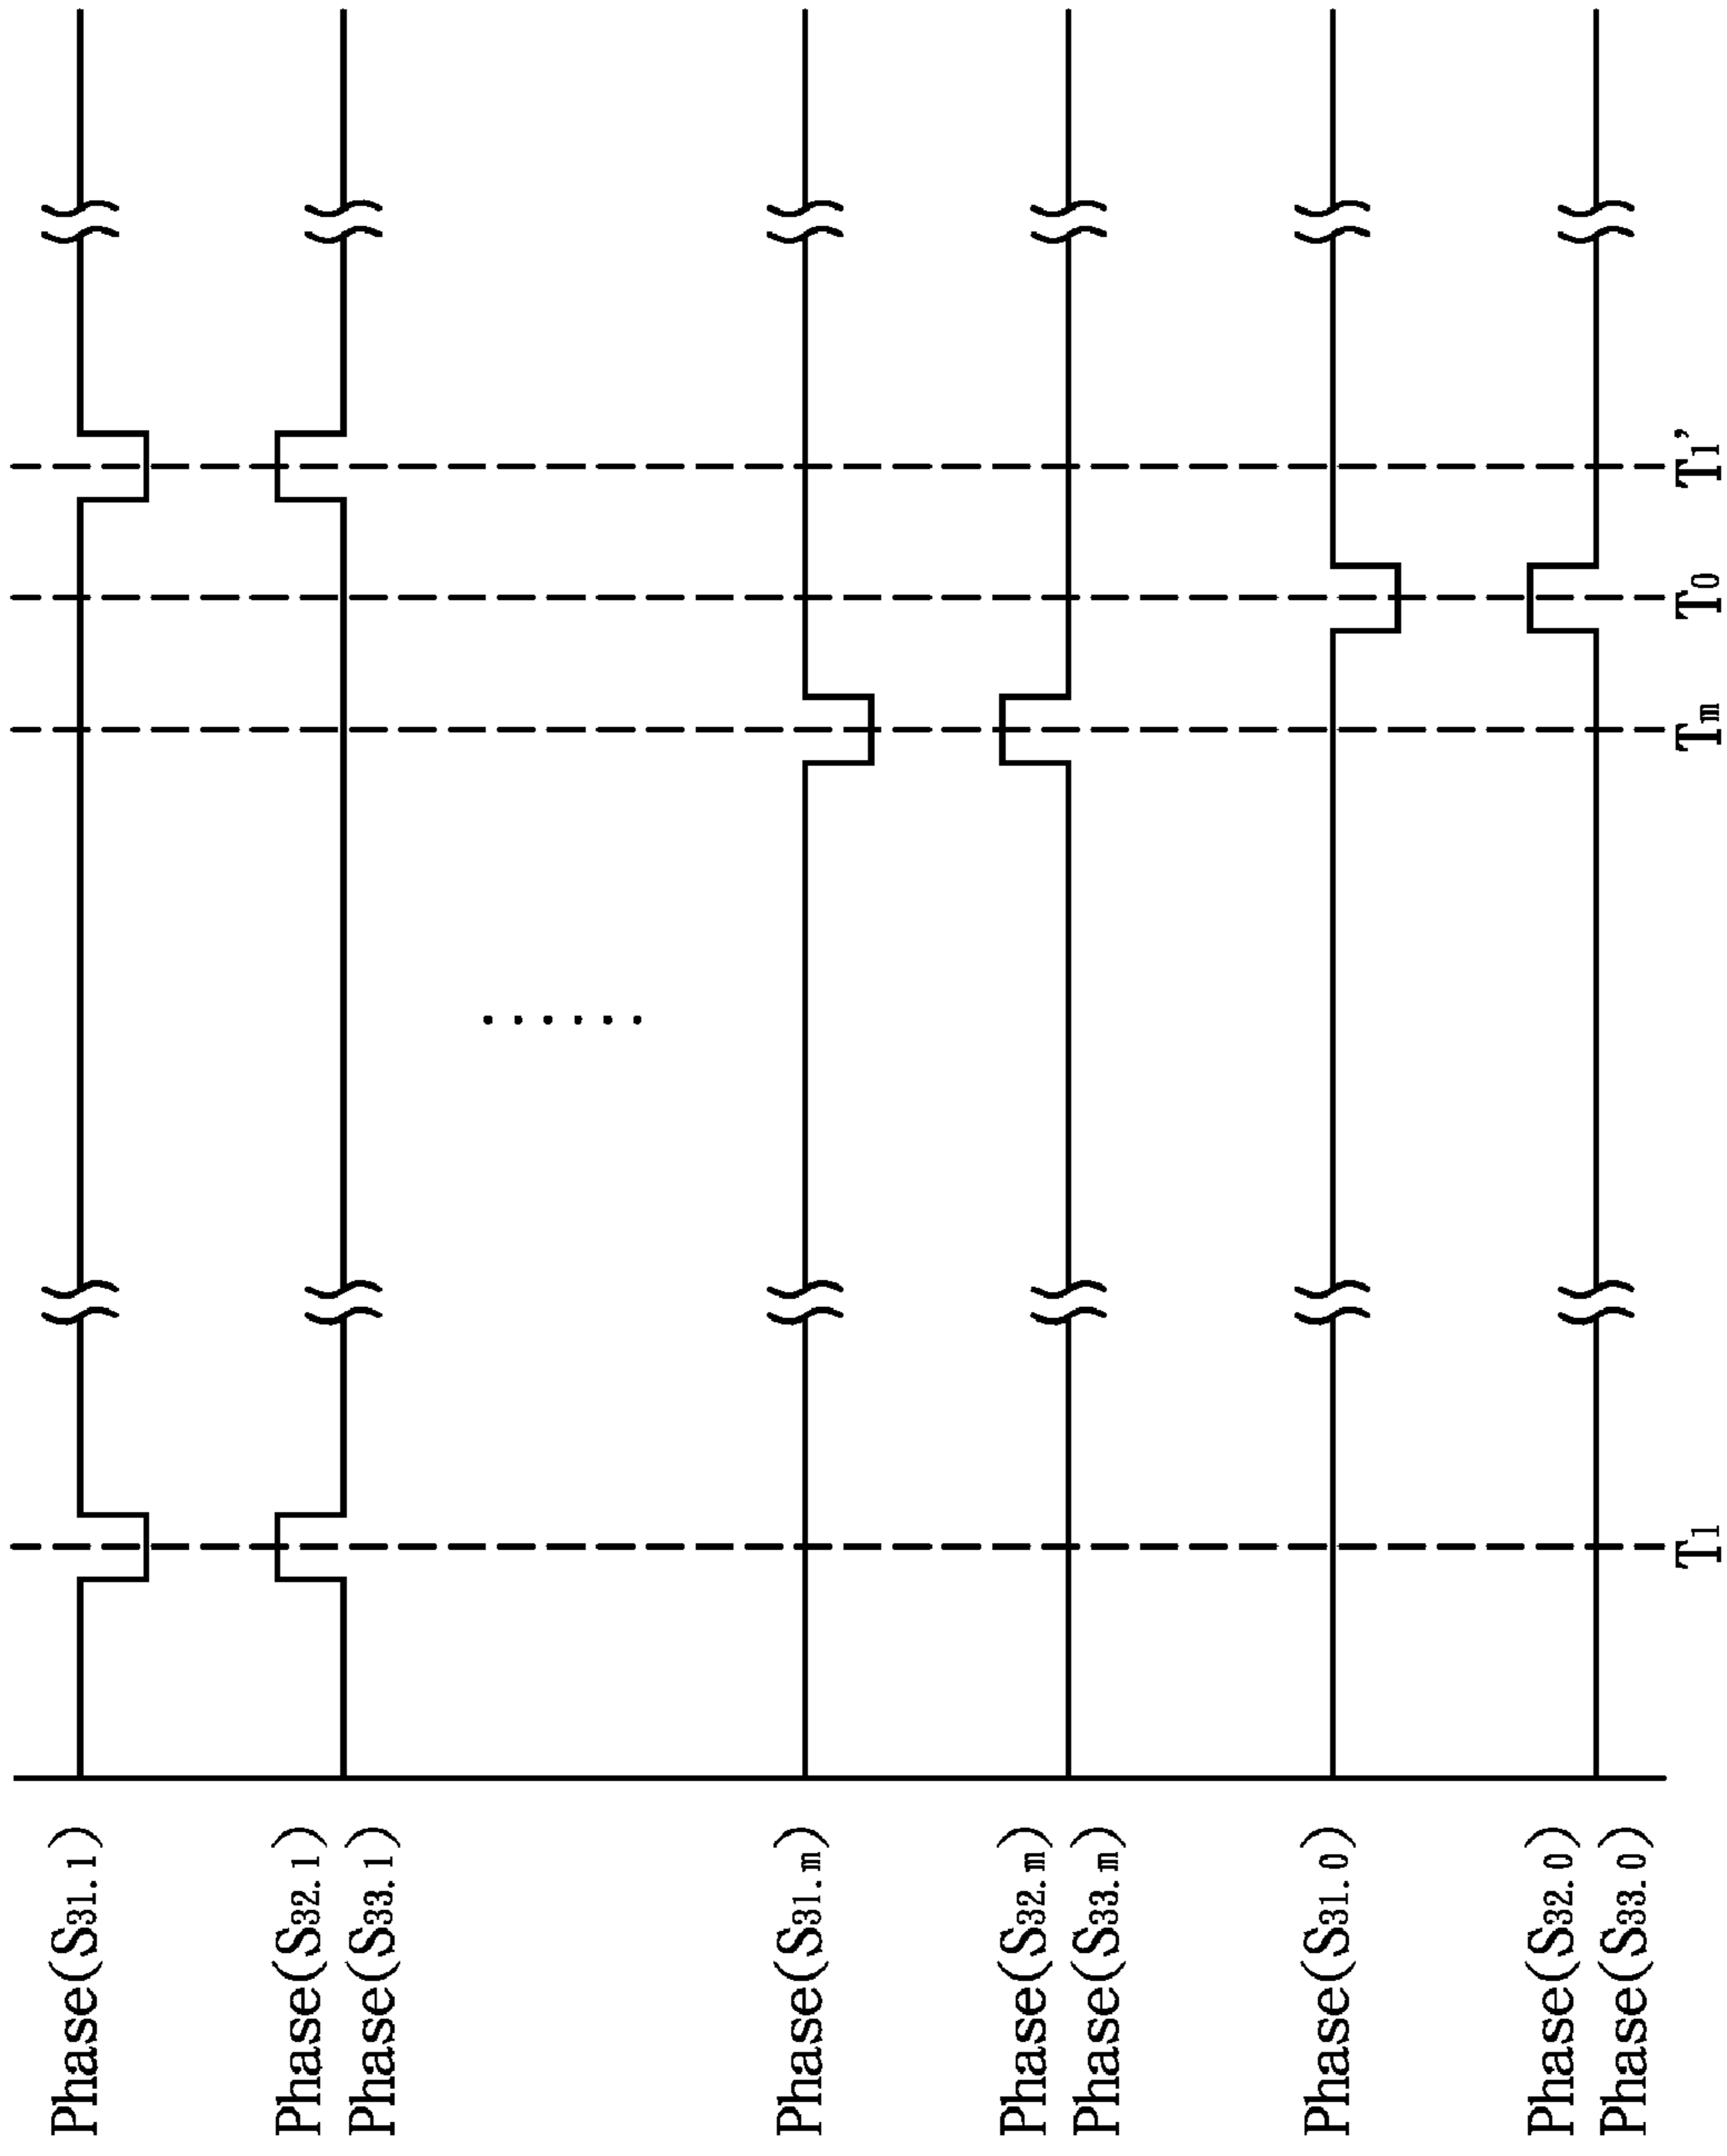 Phase(S31.1)
Phase(S32.1)
Phase(S33.1)
......
Phase(S31.m)
Phase(S32.m)
Phase(S33.m)
Phase(S31.0)
Phase(S32.0)
Phase(S33.0)
T1
Tm
T0
T1’